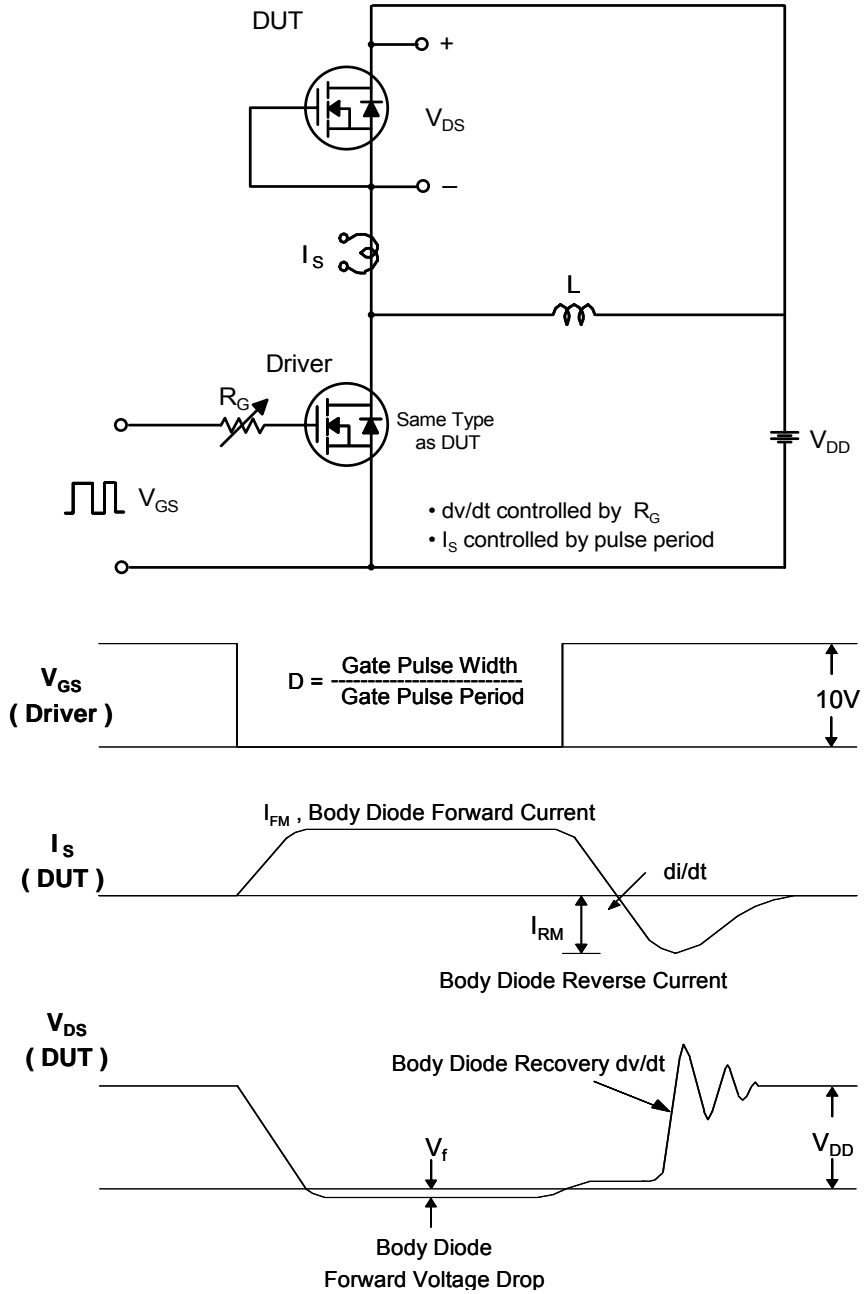 DUT
+
V_DS
–
I_S
L
Driver
R_G
Same Type
as DUT
V_DD
V_GS
• dv/dt controlled by R_G
• I_S controlled by pulse period
V_GS
( Driver )
D = Gate Pulse Width
--------------------------
Gate Pulse Period
10V
I_FM , Body Diode Forward Current
I_S
( DUT )
di/dt
I_RM
Body Diode Reverse Current
V_DS
( DUT )
Body Diode Recovery dv/dt
V_f
V_DD
Body Diode
Forward Voltage Drop